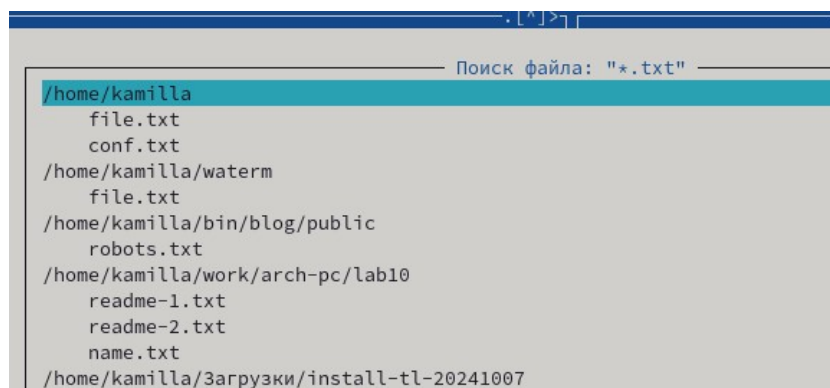 .[^]>
Поиск файла: "*.txt"
/home/kamilla
file.txt
conf.txt
/home/kamilla/waterm
file.txt
/home/kamilla/bin/blog/public
robots.txt
/home/kamilla/work/arch-pc/lab10
readme-1.txt
readme-2.txt
name.txt
/home/kamilla/Загрузки/install-tl-20241007